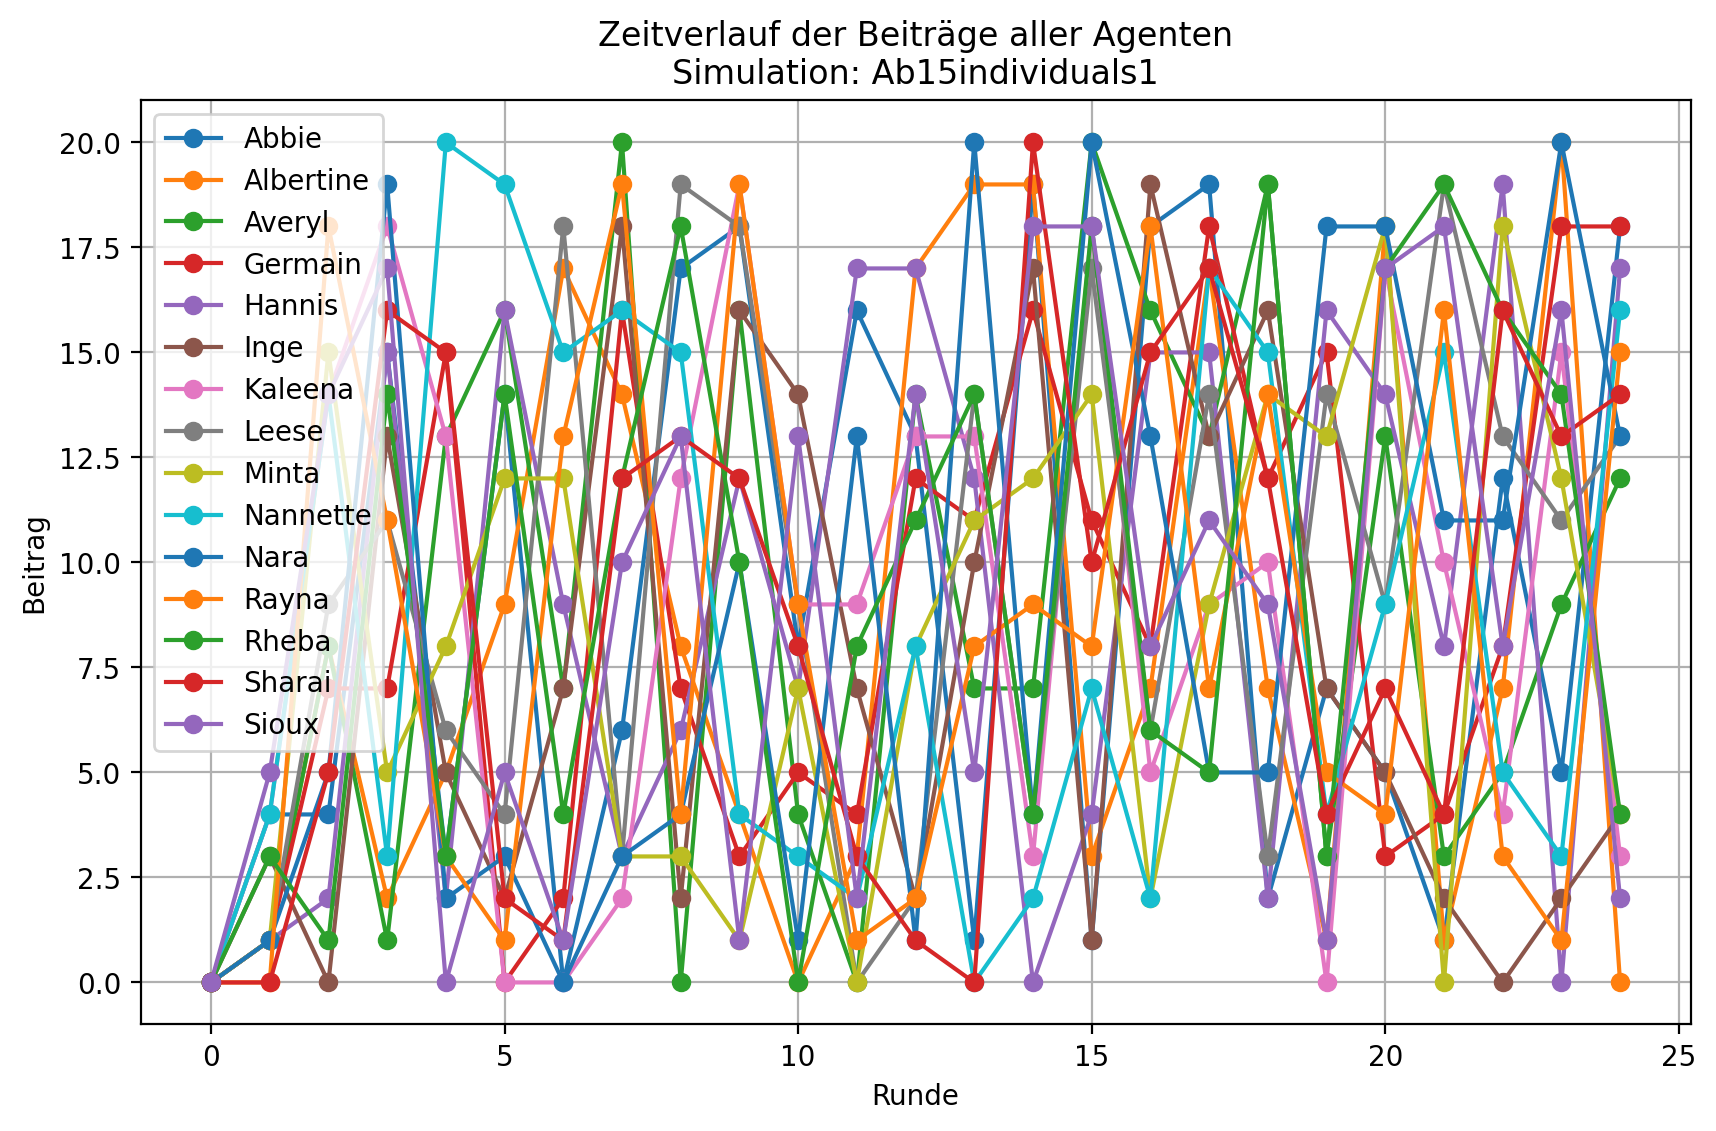 Zeitverlauf der Beiträge aller Agenten
Simulation: Ab15individuals1
Beitrag
20.0
17.5
15.0
12.5
10.0
7.5
5.0
2.5
0.0
Abbie
Albertine
Averyl
Germain
Hannis
Inge
Kaleena
Leese
Minta
Nannette
Nara
Rayna
Rheba
Sharai
Sioux
0 5 10 15 20 25
Runde